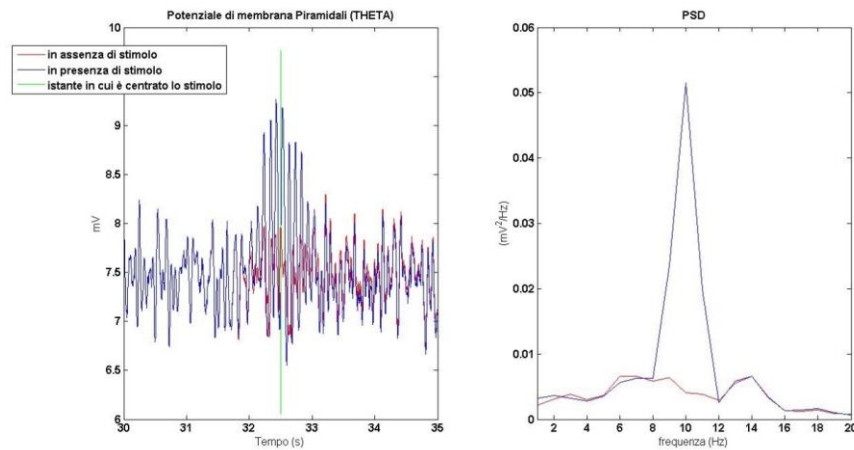 Potenziale di membrana Piramidali (THETA)
in assenza di stimolo
in presenza di stimolo
istante in cui è centrato lo stimolo
10
9
8.5
8
7.5
7
6.5
6
mV
30 31 32 33 34 35
Tempo (s)
PSD
0.06
0.05
0.04
0.03
0.02
0.01
0
(mV²/Hz)
2 4 6 8 10 12 14 16 18 20
frequenza (Hz)